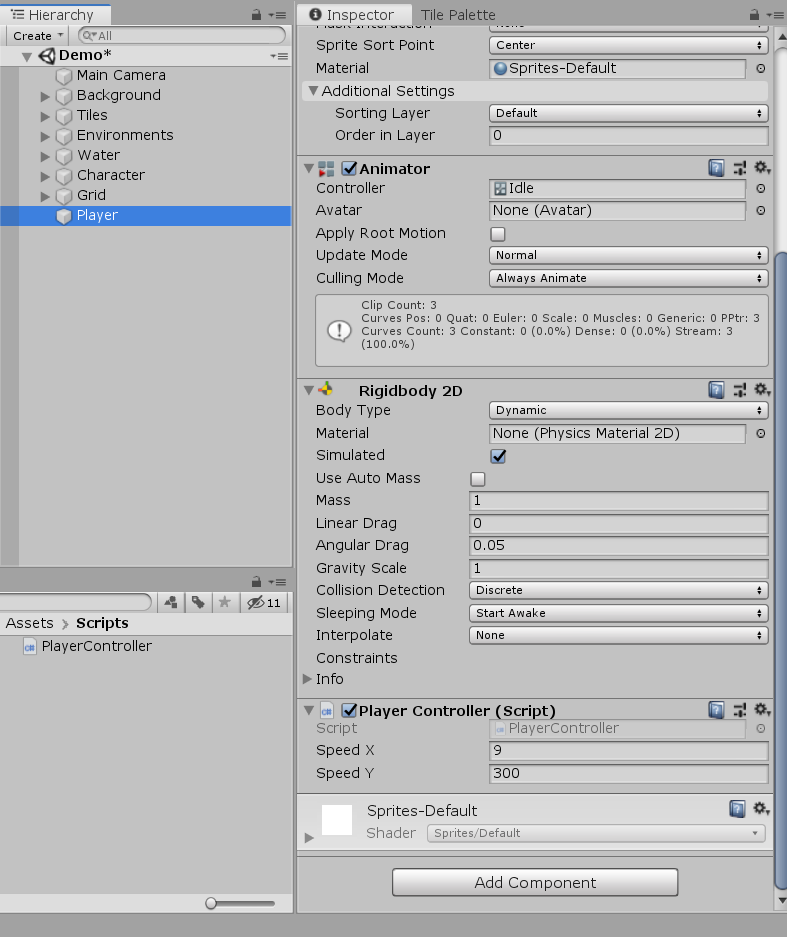 Hierarchy
Create
All
Demo*
Main Camera
Background
Tiles
Environments
Water
Character
Grid
Player
11
Assets
Scripts
PlayerController
Inspector
Tile Palette
Sprite Sort Point
Center
Material
Sprites-Default
Additional Settings
Sorting Layer
Default
Order in Layer
0
Animator
Controller
Idle
Avatar
None (Avatar)
Apply Root Motion
Update Mode
Normal
Culling Mode
Always Animate
Clip Count: 3
Curves Pos: 0 Quat: 0 Euler: 0 Scale: 0 Muscles: 0 Generic: 0 PPtr: 3
Curves Count: 3 Constant: 0 (0.0%) Dense: 0 (0.0%) Stream: 3
(100.0%)
Rigidbody 2D
Body Type
Dynamic
Material
None (Physics Material 2D)
Simulated
Use Auto Mass
Mass
1
Linear Drag
0
Angular Drag
0.05
Gravity Scale
1
Collision Detection
Discrete
Sleeping Mode
Start Awake
Interpolate
None
Constraints
Info
Player Controller (Script)
Script
PlayerController
Speed X
9
Speed Y
300
Sprites-Default
Shader
Sprites/Default
Add Component